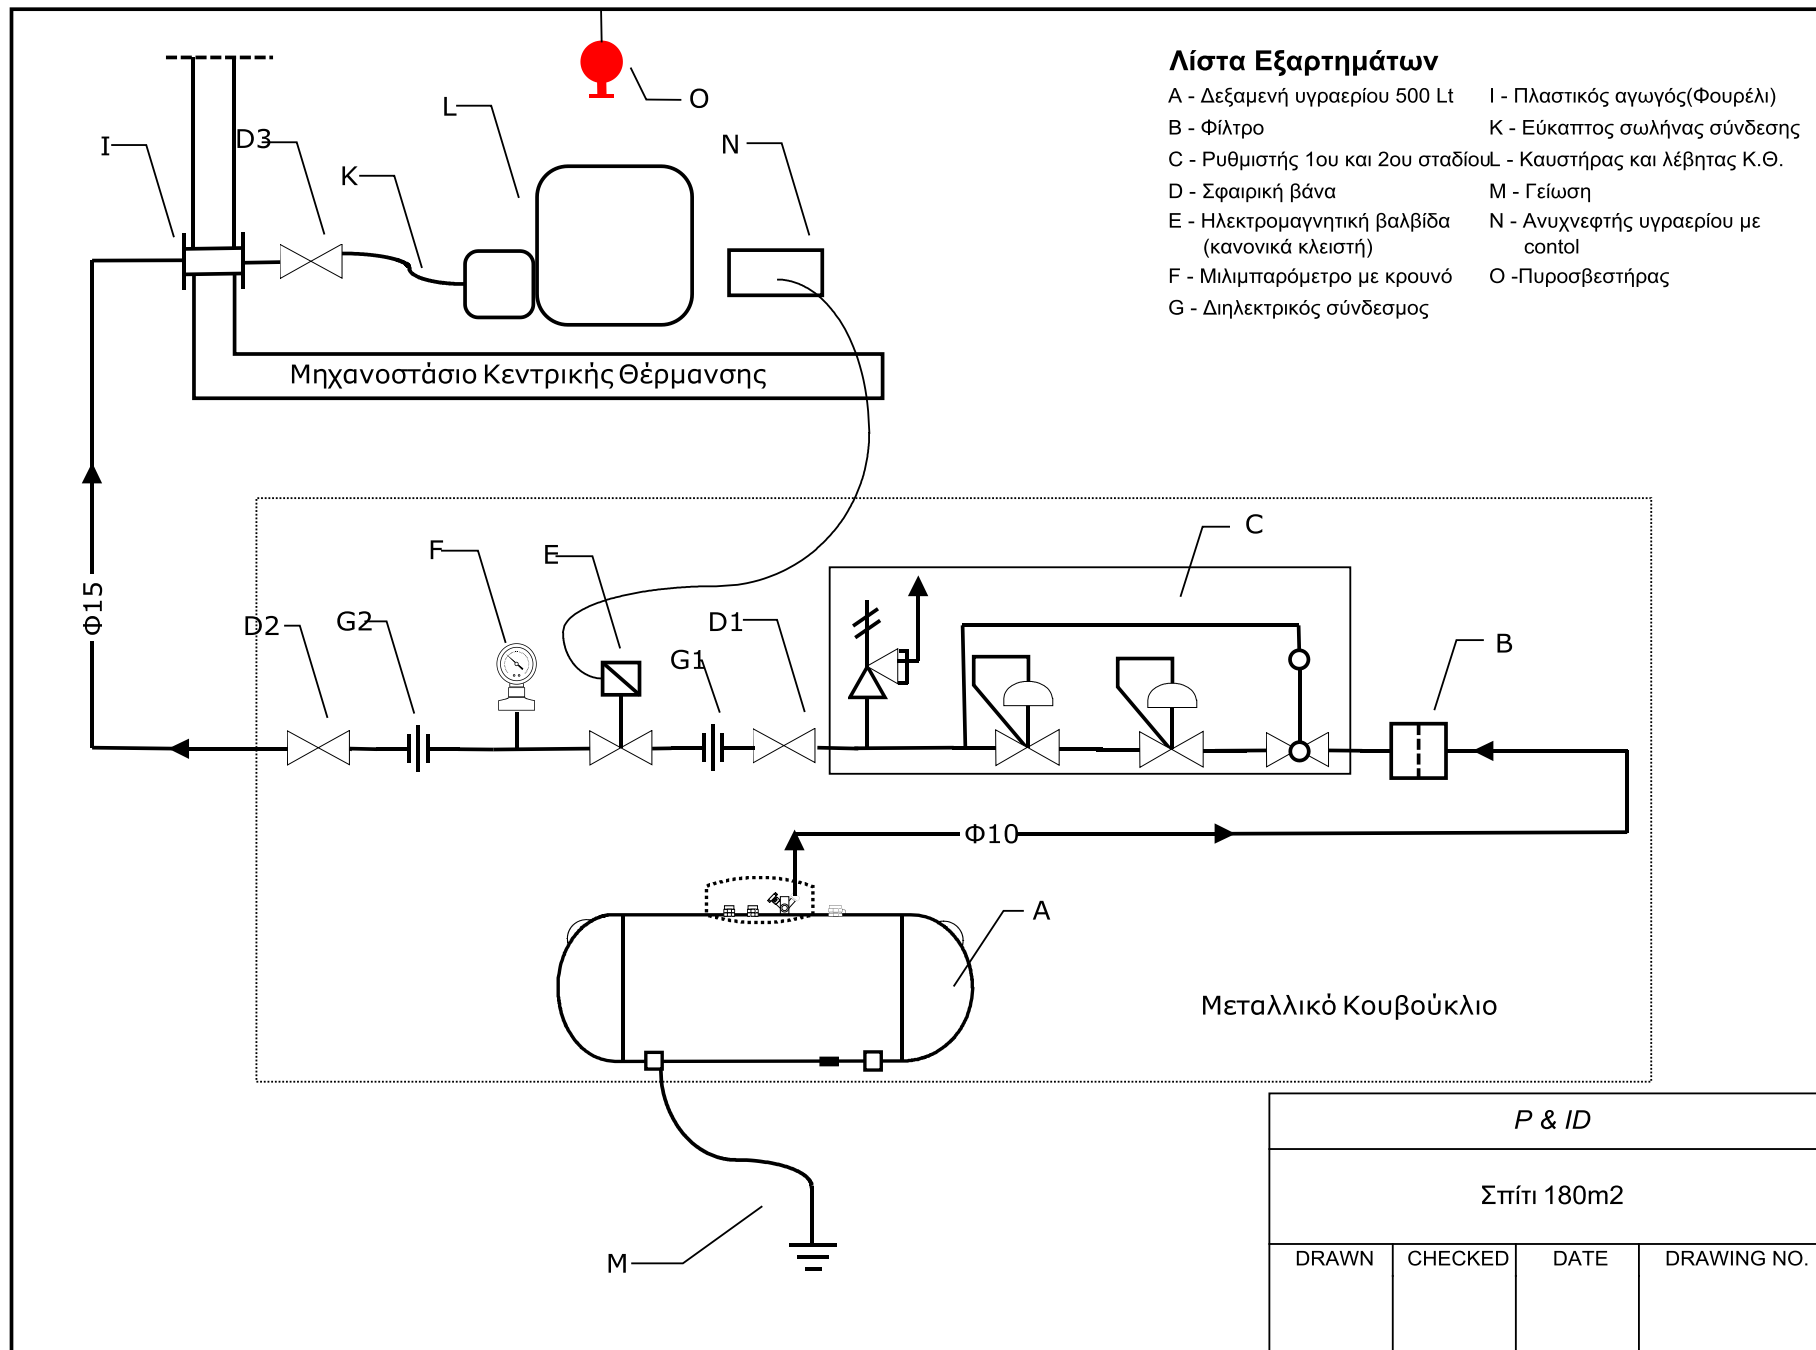 Λίστα Εξαρτημάτων
A - Δεξαμενή υγραερίου 500 Lt
B - Φίλτρο
C - Ρυθμιστής 1ου και 2ου σταδίου
D - Σφαιρική βάνα
E - Ηλεκτρομαγνητική βαλβίδα
(κανονικά κλειστή)
F - Μιλιμπαρόμετρο με κρουνό
G - Διηλεκτρικός σύνδεσμος
I - Πλαστικός αγωγός(Φουρέλι)
K - Εύκαπτος σωλήνας σύνδεσης
L - Καυστήρας και λέβητας Κ.Θ.
M - Γείωση
N - Ανυχνεφτής υγραερίου με
contol
O -Πυροσβεστήρας
O
L
D3
I
N
K
Μηχανοστάσιο Κεντρικής Θέρμανσης
C
F
E
Φ15
D2
G2
D1
G1
B
Φ10
A
Μεταλλικό Κουβούκλιο
M
P & ID
Σπίτι 180m2
DRAWN
CHECKED
DATE
DRAWING NO.